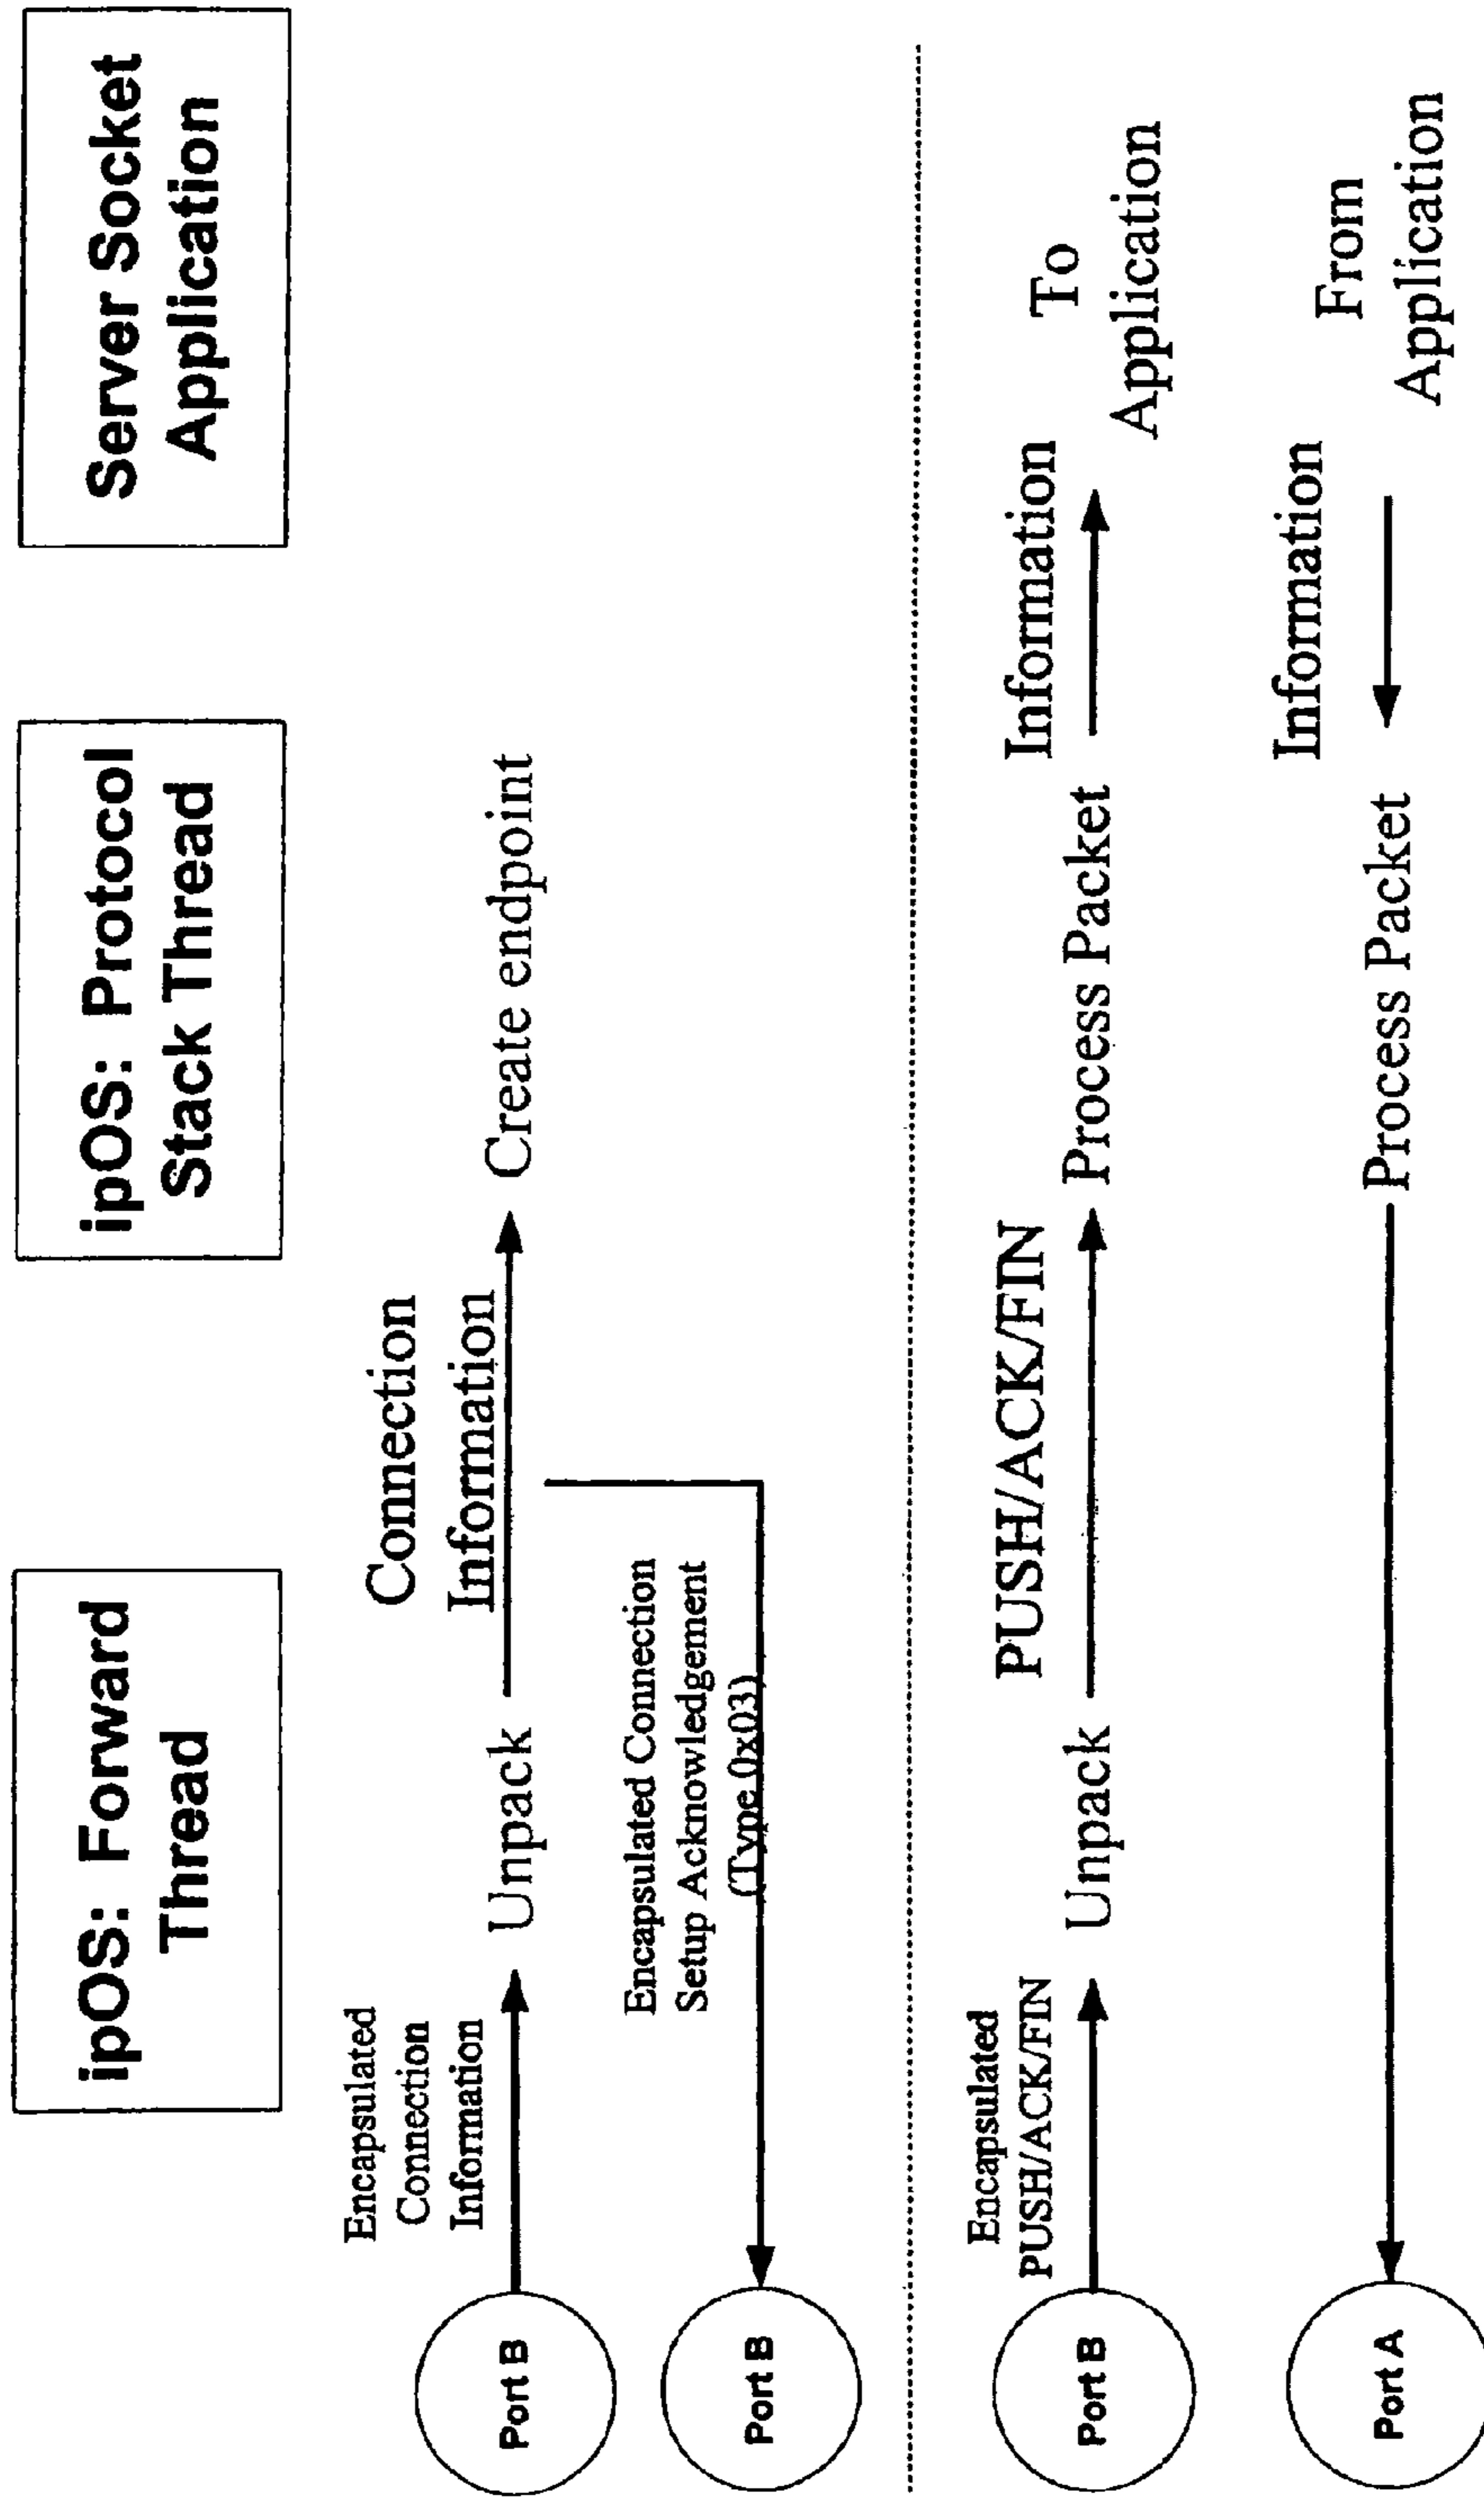 ipOS: Forward
Thread
ipOS: Protocol
Stack Thread
Server Socket
Application
Encapsulated
Connection
Information
Port B
Unpack
Connection
Information
Create endpoint
Encapsulated Connection
Setup Acknowledgement
(Type 0x03)
Port B
Encapsulated
PUSH/ACK/FIN
Port B
Unpack
PUSH/ACK/FIN
Process Packet
Information
To
Application
Port A
Process Packet
Information
From
Application